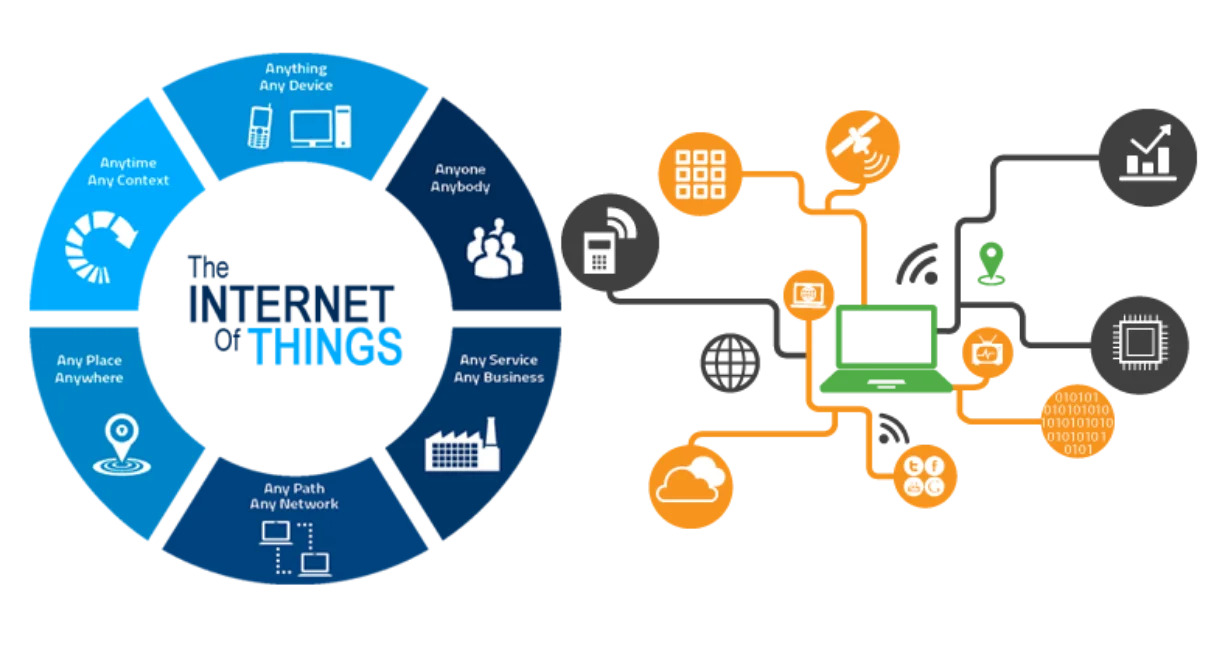 Anything
Any Device
Anyone
Anybody
Any Service
Any Business
Any Path
Any Network
Any Place
Anywhere
Anytime
Any Context
The
INTERNET
Of THINGS
010101
010101010
1010101010
01010101
0101